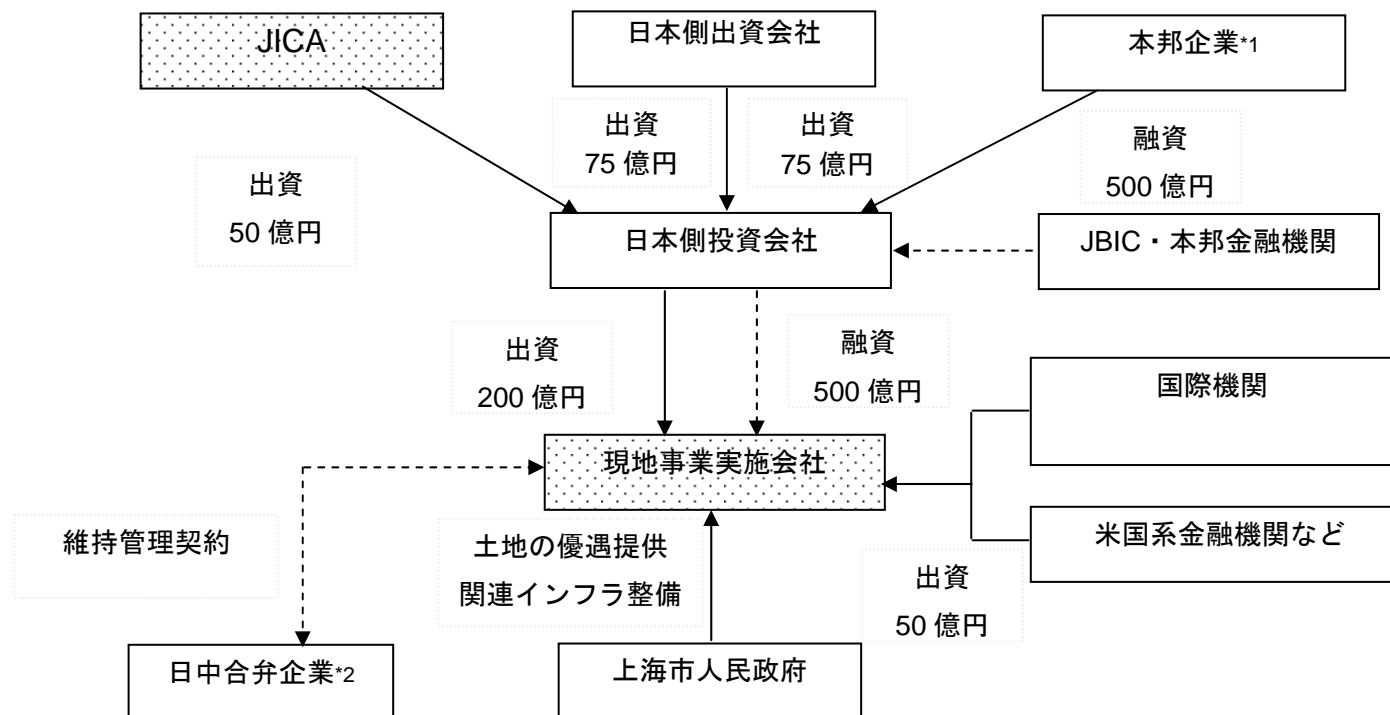 JICA
日本側出資会社
本邦企業*1
出資
75 億円
出資
75 億円
融資
500 億円
出資
50 億円
日本側投資会社
JBIC・本邦金融機関
出資
200 億円
融資
500 億円
国際機関
現地事業実施会社
維持管理契約
土地の優遇提供
関連インフラ整備
米国系金融機関など
出資
50 億円
日中合弁企業*2
上海市人民政府